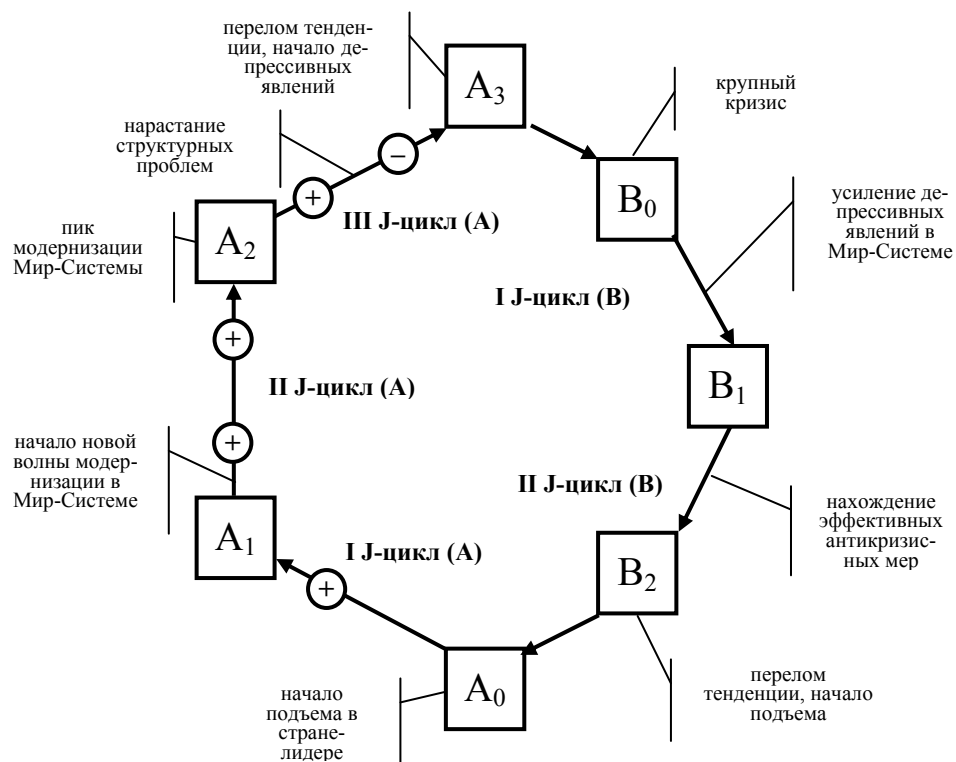 перелом тенден-
ции, начало де-
прессивных
явлений
A3
крупный
кризис
нарастание
структурных
проблем
–
+
III J-цикл (A)
B0
усиление де-
прессивных
явлений в
Мир-Системе
пик
модернизации
Мир-Системы
A2
I J-цикл (B)
+
II J-цикл (A)
B1
начало новой
волны модер-
низации в
Мир-Системе
+
II J-цикл (B)
нахождение
эффективных
антикризис-
ных мер
A1
I J-цикл (A)
+
B2
начало
подъема в
стране-
лидере
A0
перелом
тенденции, начало
подъема